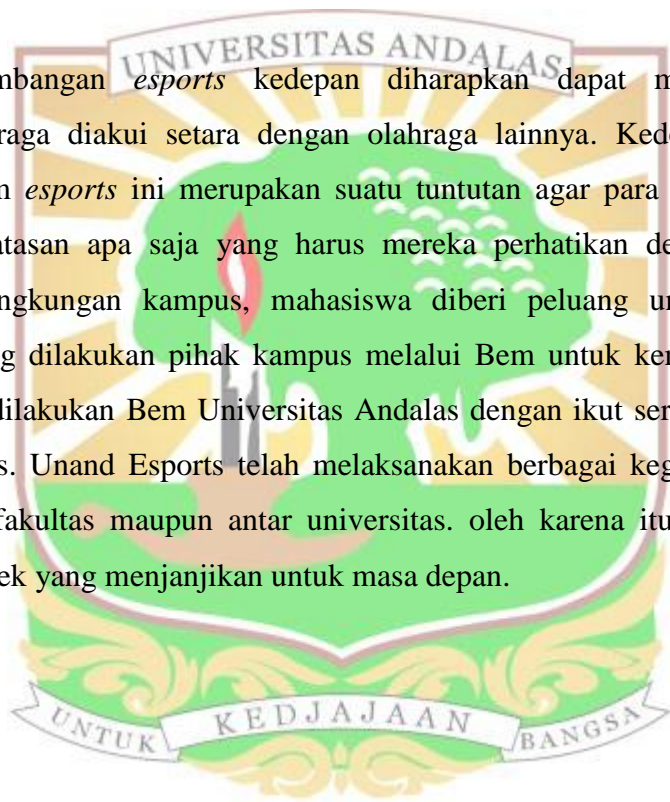 UNIVERSITAS ANDALAS
mbangan esports kedepan diharapkan dapat m
raga diakui setara dengan olahraga lainnya. Kede
n esports ini merupakan suatu tuntutan agar para
atasan apa saja yang harus mereka perhatikan de
ngkungan kampus, mahasiswa diberi peluang un
g dilakukan pihak kampus melalui Bem untuk ke
dilakukan Bem Universitas Andalas dengan ikut ser
s. Unand Esports telah melaksanakan berbagai keg
fakultas maupun antar universitas. oleh karena itu
ek yang menjanjikan untuk masa depan.
UNTUK KEDJAJAAN BANGSA